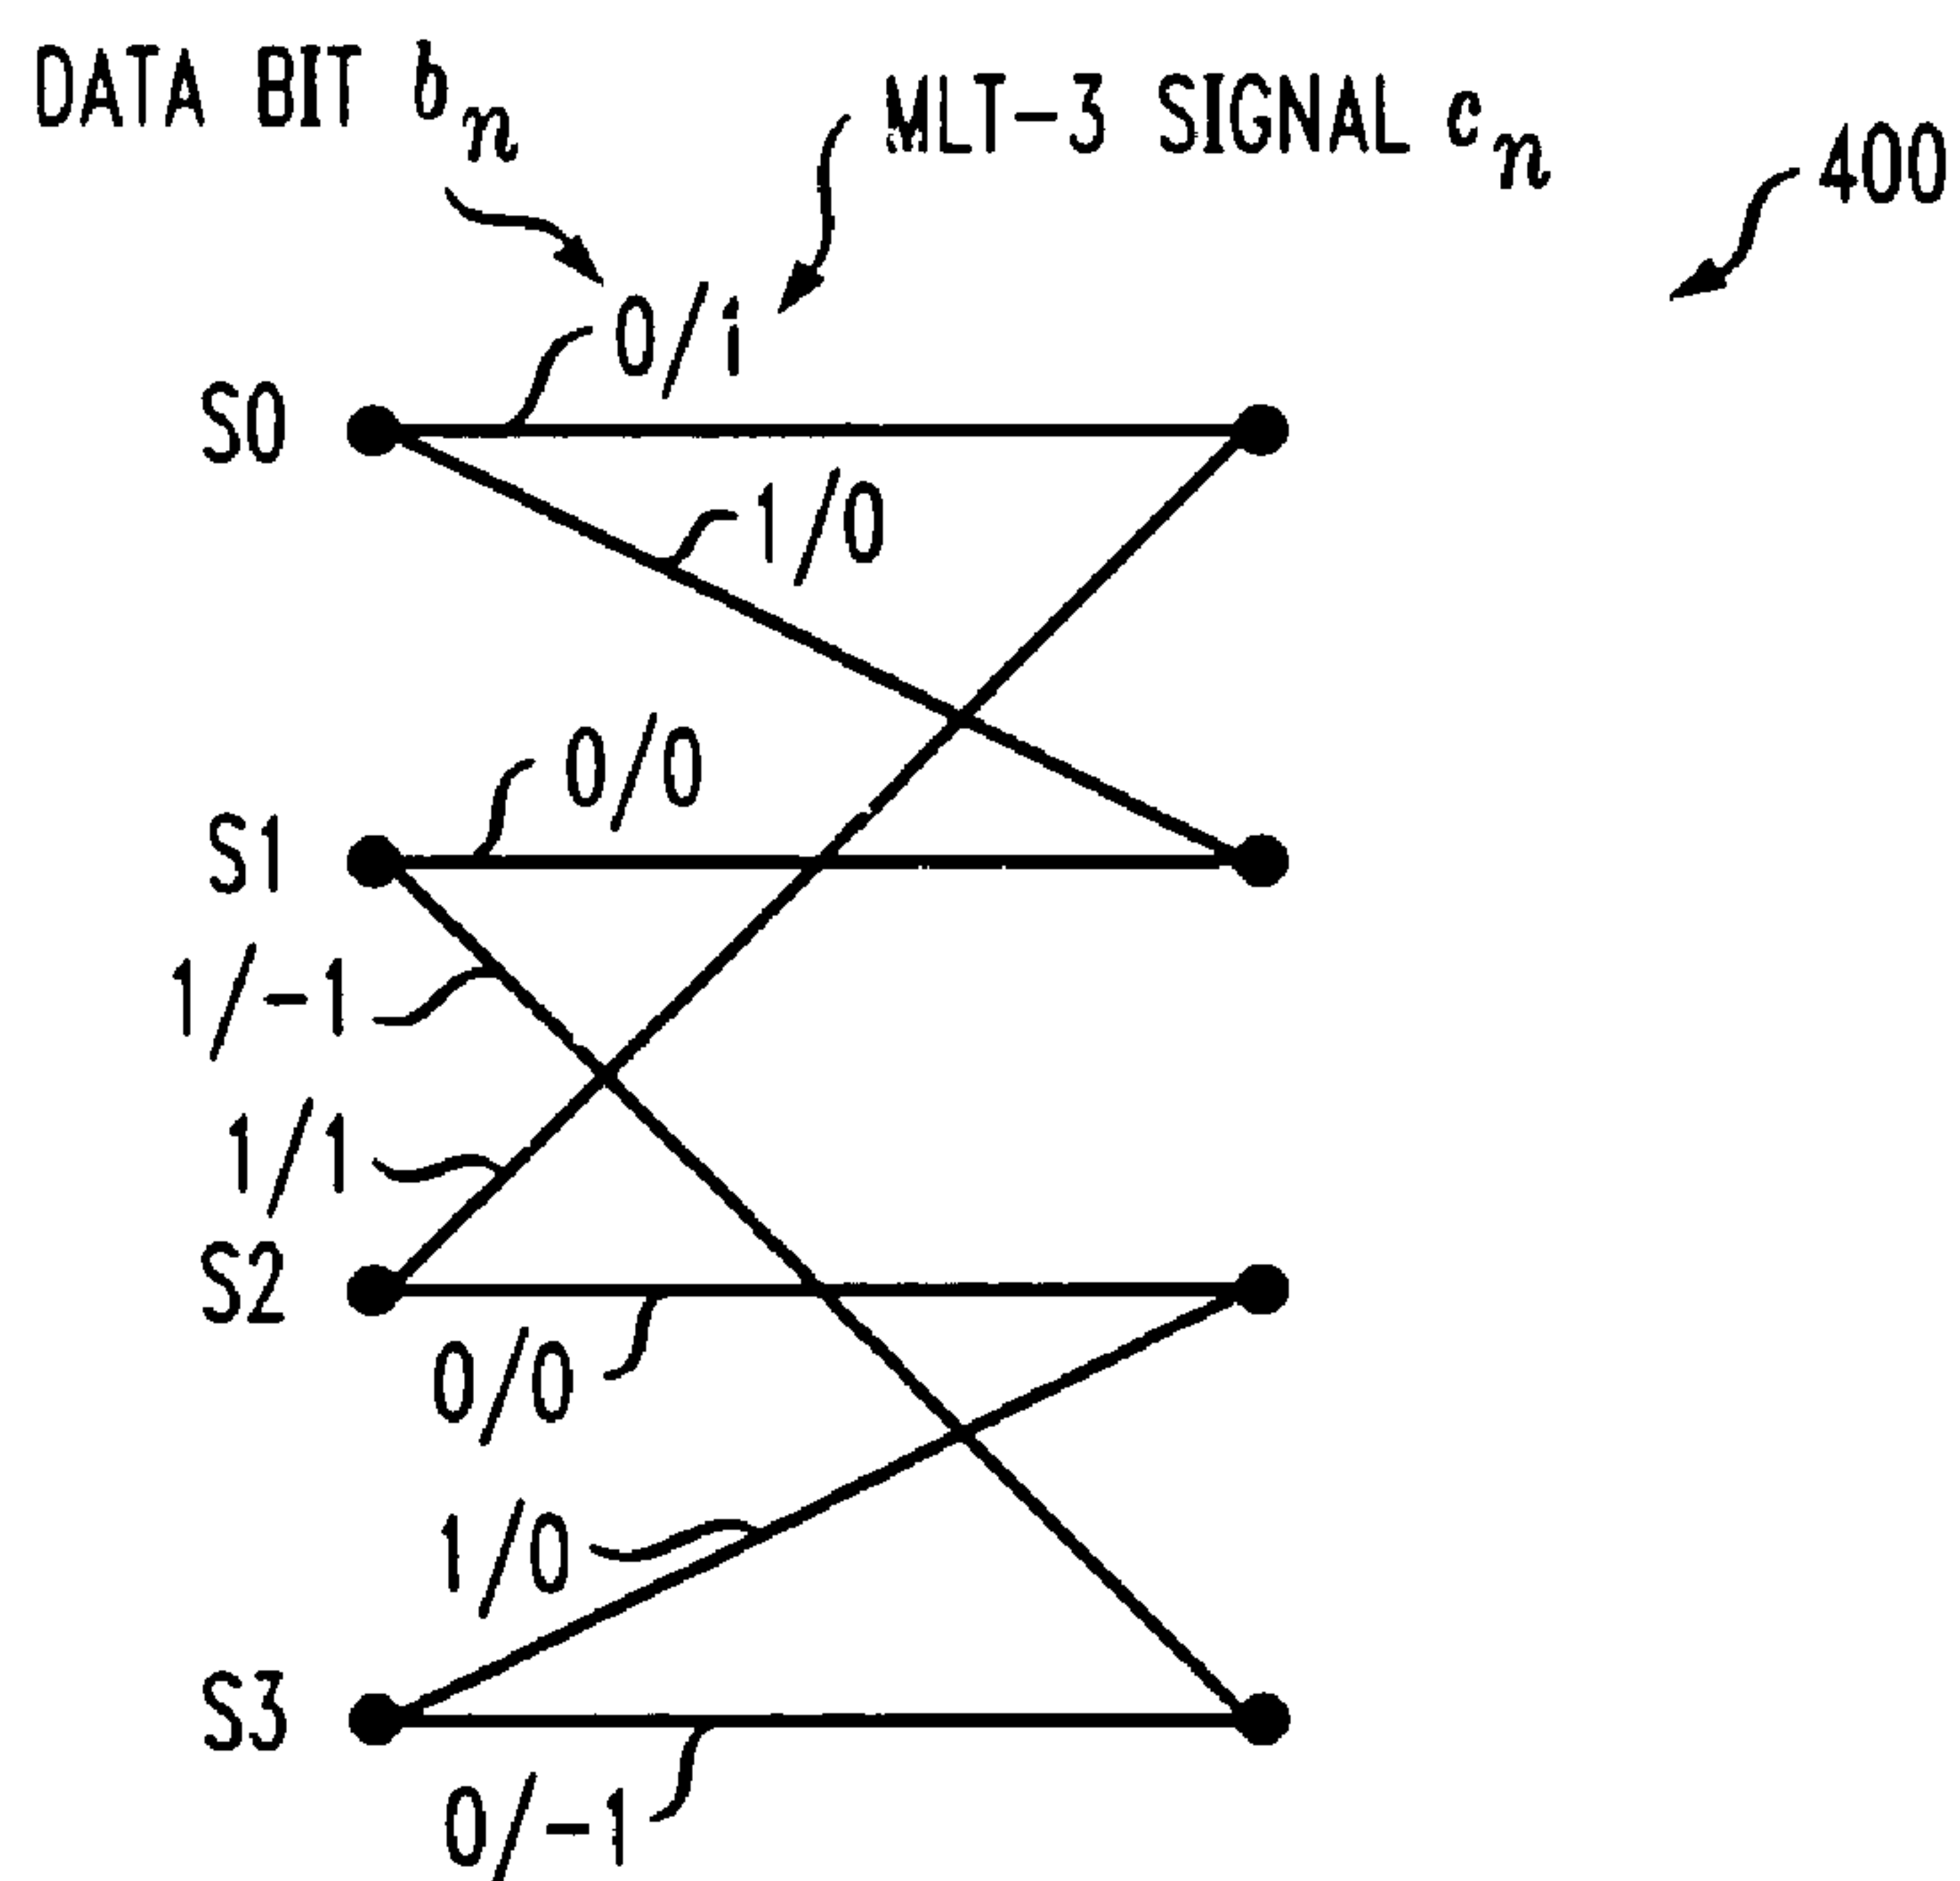 DATA BIT bn
MLT-3 SIGNAL cn
400
0/1
S0
1/0
0/0
S1
1/-1
1/1
S2
0/0
1/0
S3
0/-1